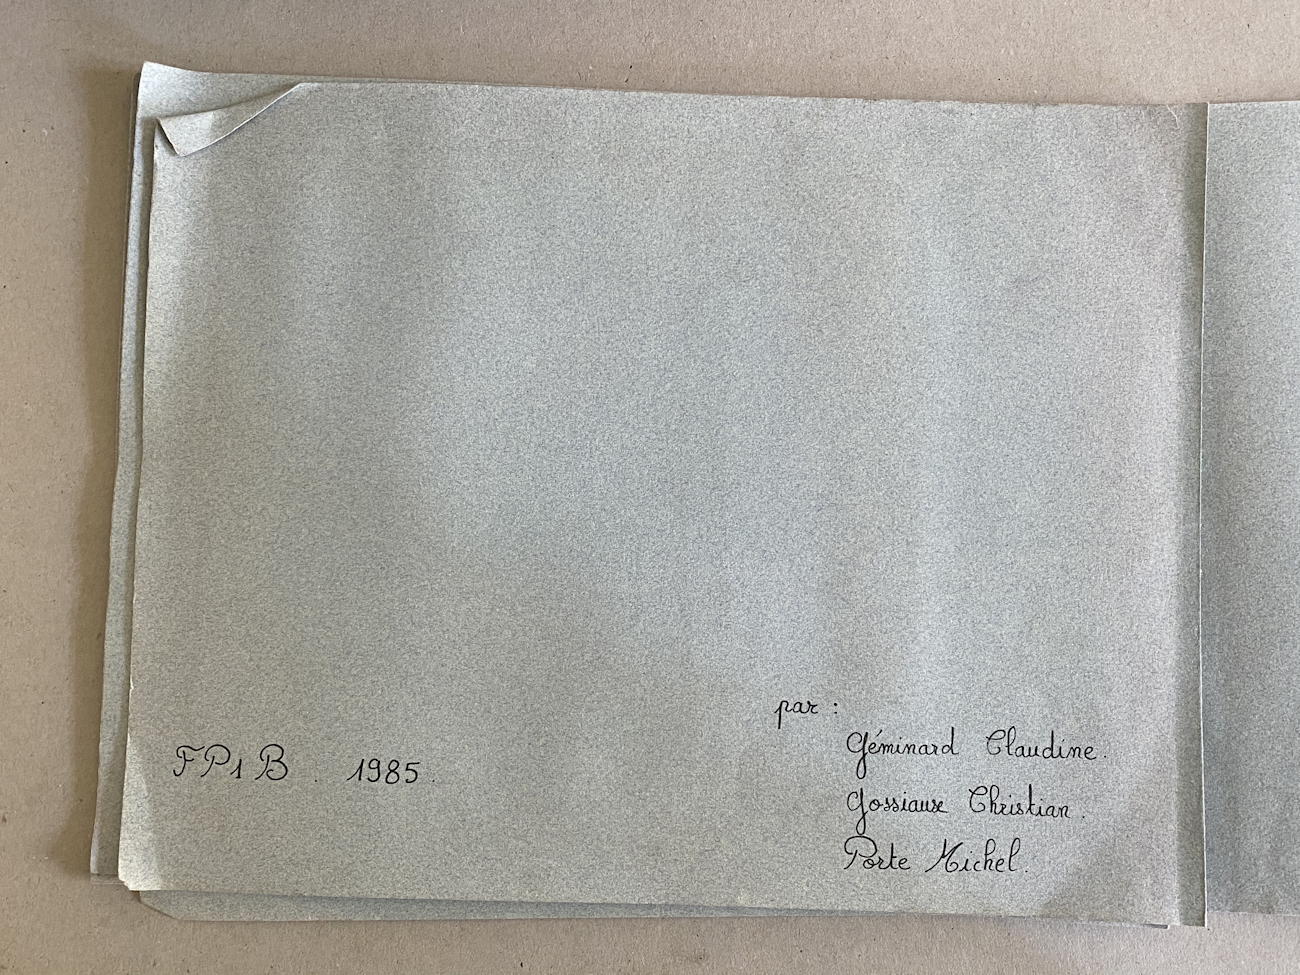 par :
Géminard Claudine.
FP1 B . 1985.
Gossiaux Christian.
Porte Michel.